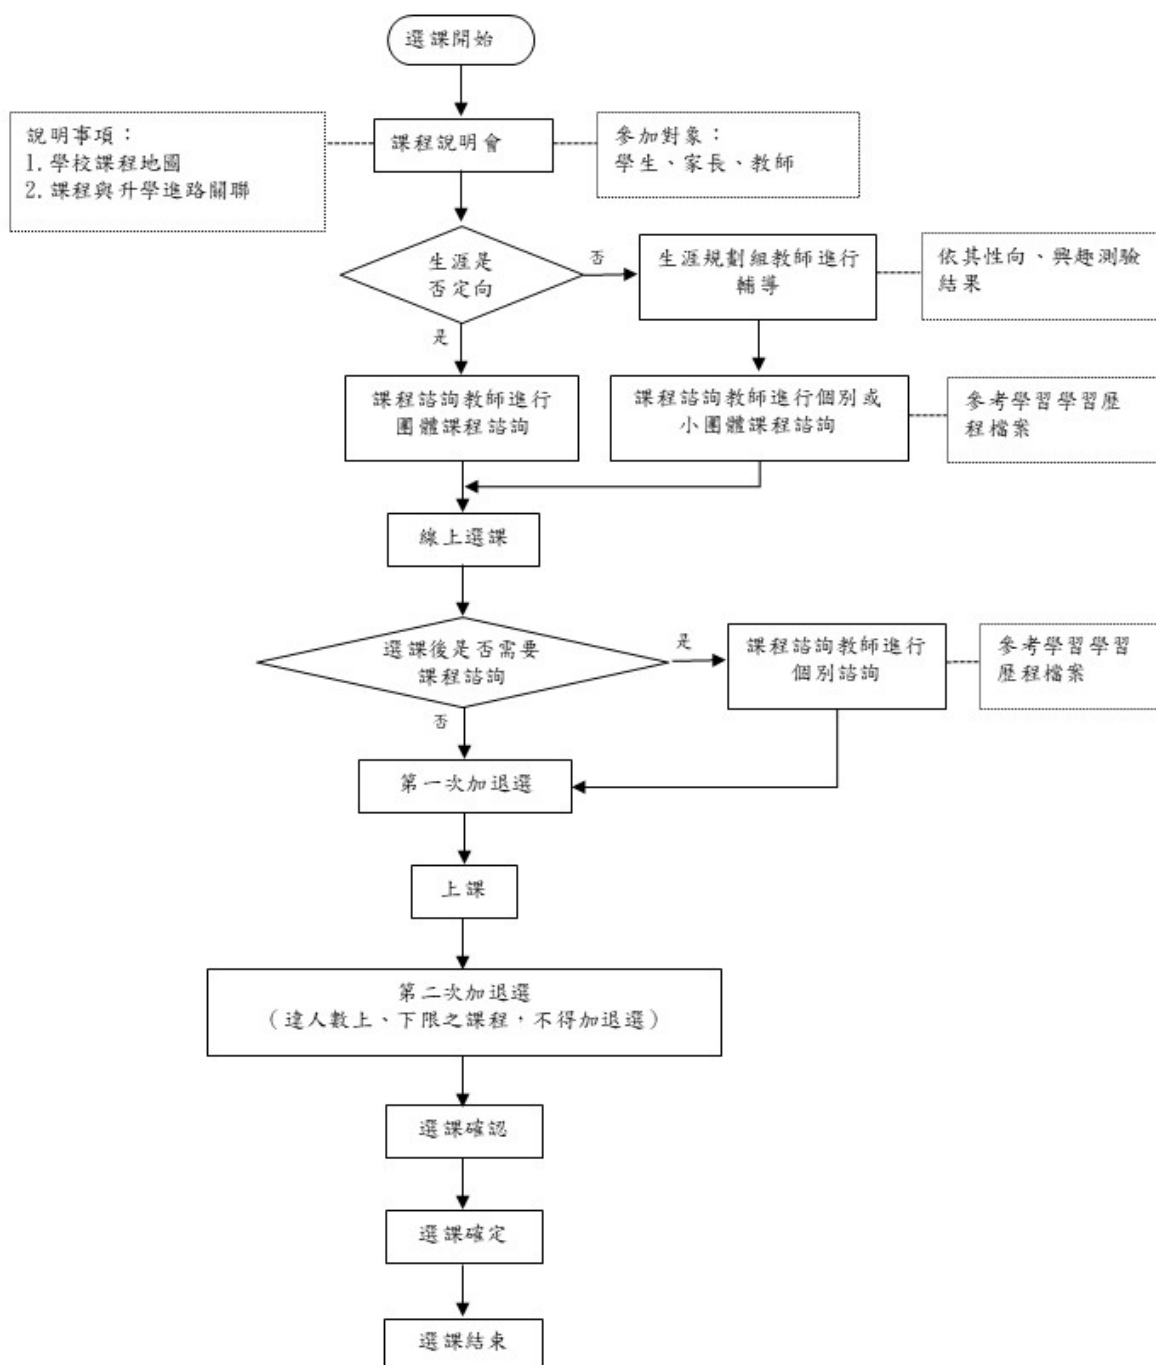 選課開始
說明事項：
1.學校課程地圖
2.課程與升學進路關聯
課程說明會
參加對象：
學生、家長、教師
生涯是
否定向
否
生涯規劃組教師進行
輔導
依其性向、興趣測驗
結果
是
課程諮詢教師進行
團體課程諮詢
課程諮詢教師進行個別或
小團體課程諮詢
參考學習學習歷
程檔案
線上選課
選課後是否需要
課程諮詢
是
課程諮詢教師進行
個別諮詢
參考學習學習
歷程檔案
否
第一次加退選
上課
第二次加退選
（違人數上、下限之課程，不得加退選）
選課確認
選課確定
選課結束